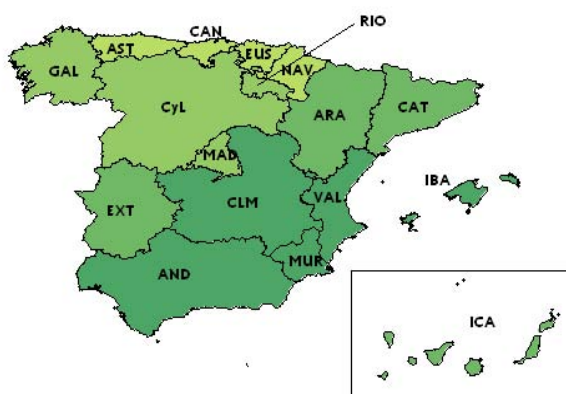 RIO
CAN
AST
EUS
GAL
NAV
CyL
ARA
CAT
MAD
IBA
EXT
CLM
VAL
MUR
AND
ICA